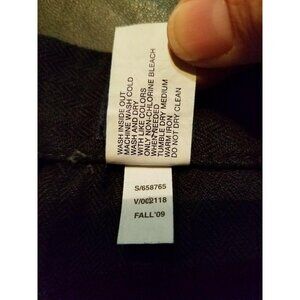 WASH INSIDE OUT
MACHINE WASH COLD
WASH AND DRY
WITH LIKE COLORS
ONLY NON-CHLORINE BLEACH
WHEN NEEDED
TUMBLE DRY MEDIUM
WARM IRON
DO NOT DRY CLEAN
S/658765
V/002118
FALL'09